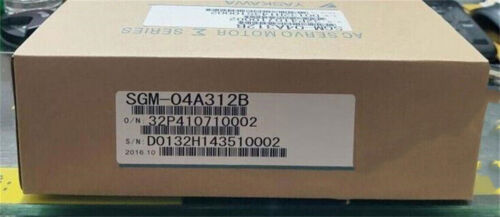 YASKAWA
AC SERVO MOTOR Σ SERIES
SGM-04A312B
O/N: 32P410710002
S/N: D0132H143510002
2016.10